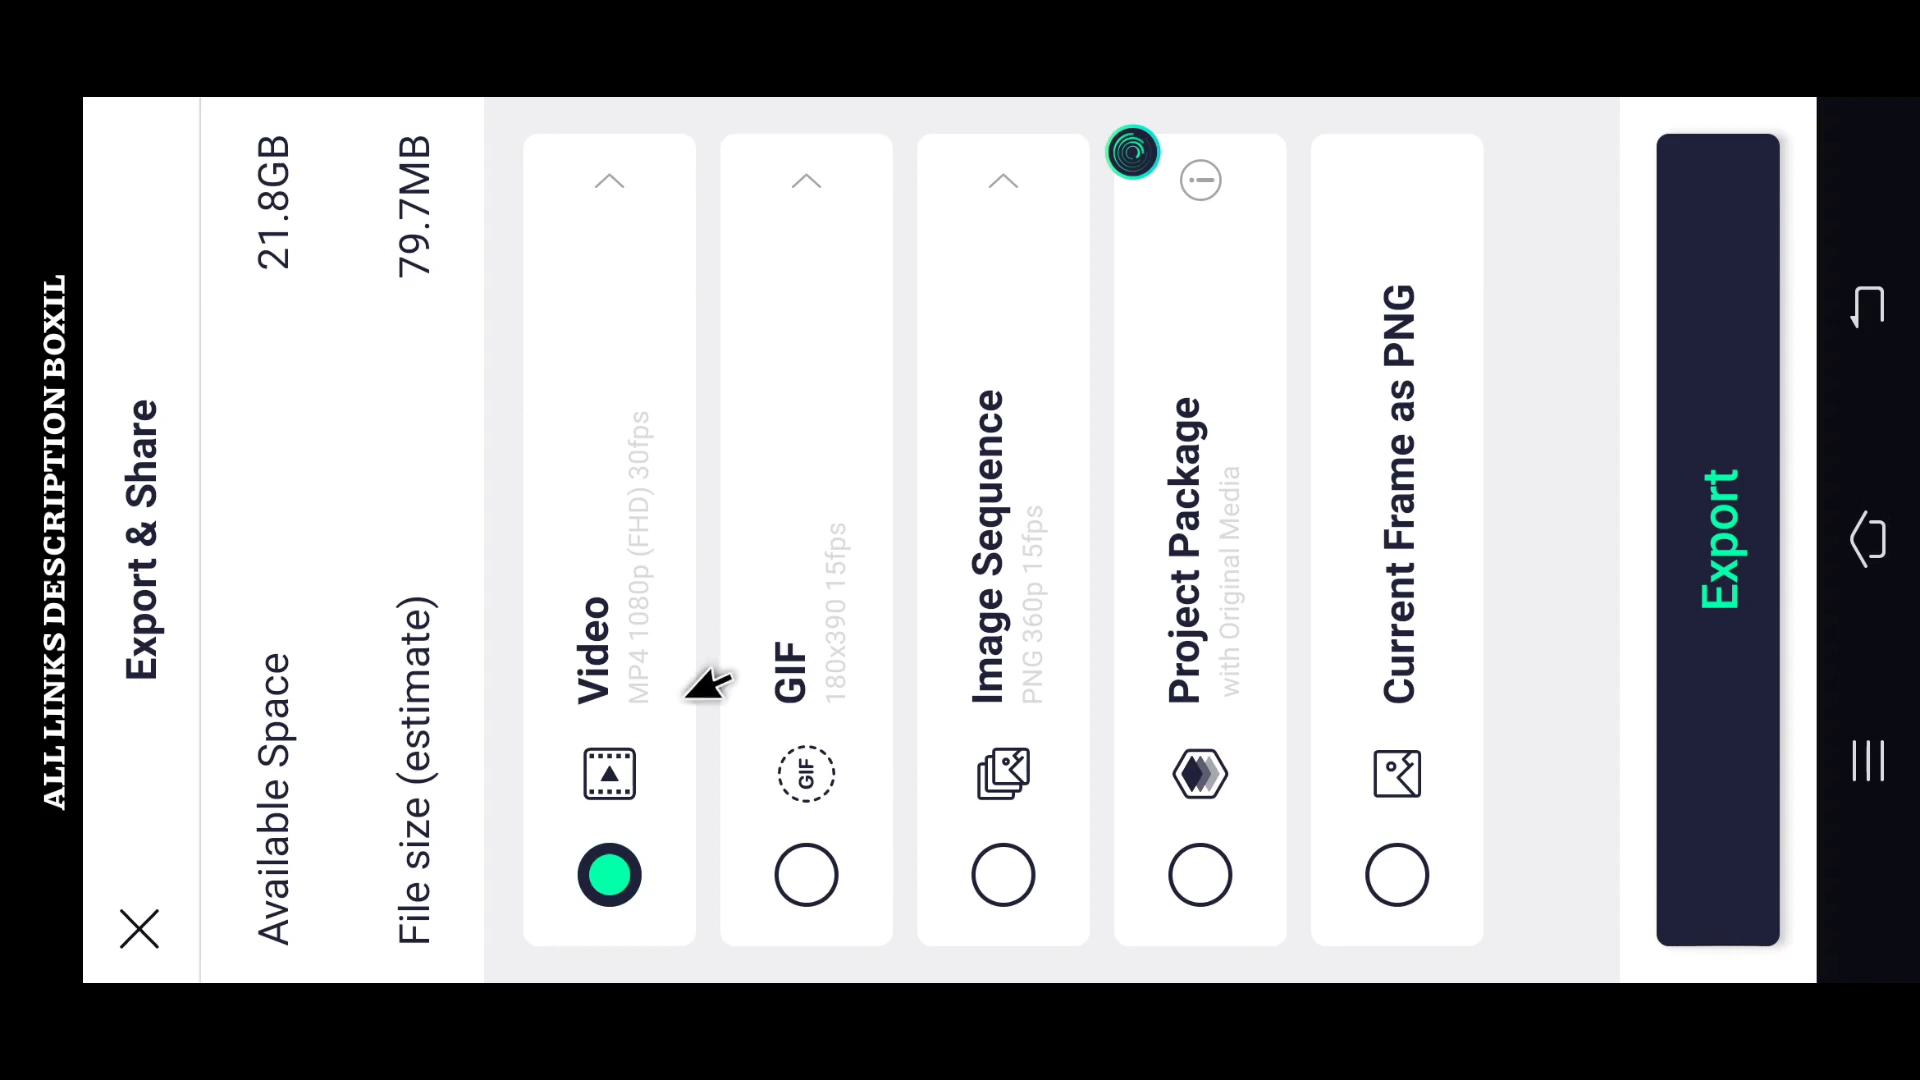 ALL LINKS DESCRIPTION BOXIL
Export & Share
Available Space 21.8GB
File size (estimate) 79.7MB
Video
MP4 1080p (FHD) 30fps
GIF
GIF
180x390 15fps
Image Sequence
PNG 360p 15fps
Project Package
with Original Media
Current Frame as PNG
Export